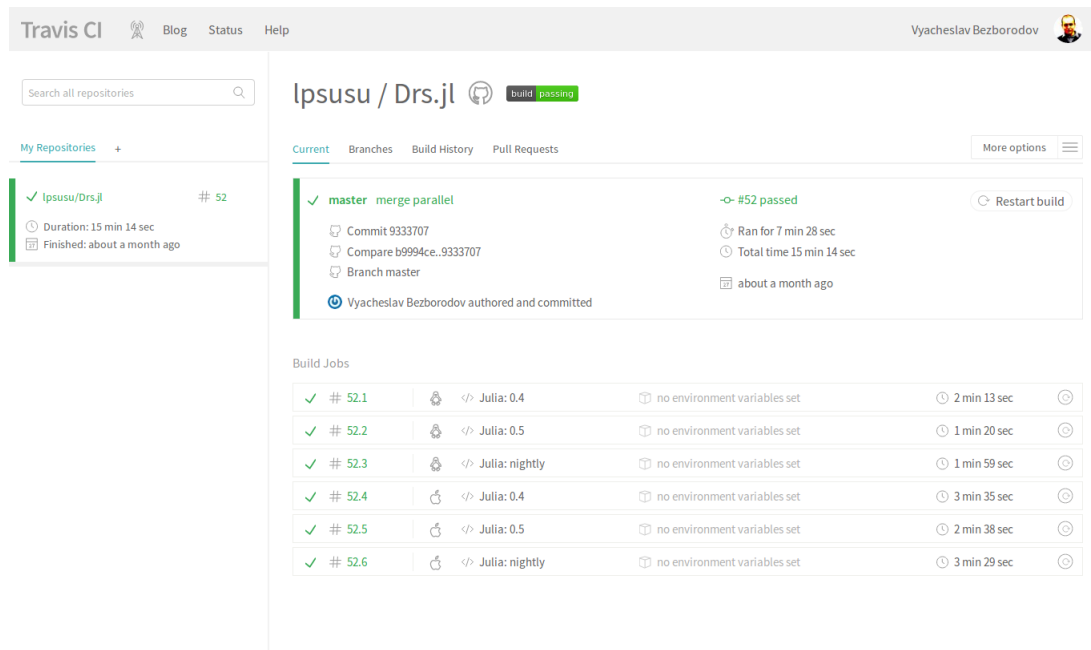 Travis CI Blog Status Help Vyacheslav Bezborodov
Search all repositories
My Repositories +
lpsusu/Drs.jl # 52
Duration: 15 min 14 sec
Finished: about a month ago
lpsusu / Drs.jl build passing
Current Branches Build History Pull Requests More options
master merge parallel #52 passed Restart build
Commit 9333707 Ran for 7 min 28 sec
Compare b9994ce..9333707 Total time 15 min 14 sec
Branch master
about a month ago
Vyacheslav Bezborodov authored and committed
Build Jobs
# 52.1 </> Julia: 0.4 no environment variables set 2 min 13 sec
# 52.2 </> Julia: 0.5 no environment variables set 1 min 20 sec
# 52.3 </> Julia: nightly no environment variables set 1 min 59 sec
# 52.4 </> Julia: 0.4 no environment variables set 3 min 35 sec
# 52.5 </> Julia: 0.5 no environment variables set 2 min 38 sec
# 52.6 </> Julia: nightly no environment variables set 3 min 29 sec